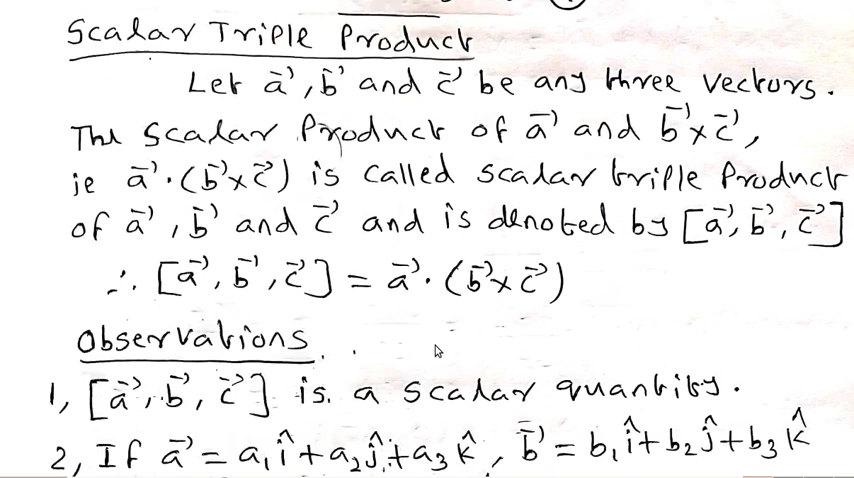 Scalar Triple Product
Let a⃗, b⃗ and c⃗ be any three vectors.
The scalar product of a⃗ and b⃗×c⃗,
ie a⃗·(b⃗×c⃗) is called scalar triple product
of a⃗, b⃗ and c⃗ and is denoted by [a⃗, b⃗, c⃗]
∴ [a⃗, b⃗, c⃗] = a⃗·(b⃗×c⃗)
Observations
1, [a⃗, b⃗, c⃗] is a scalar quantity.
2, If a⃗ = a₁î + a₂ĵ + a₃k̂, b⃗ = b₁î + b₂ĵ + b₃k̂